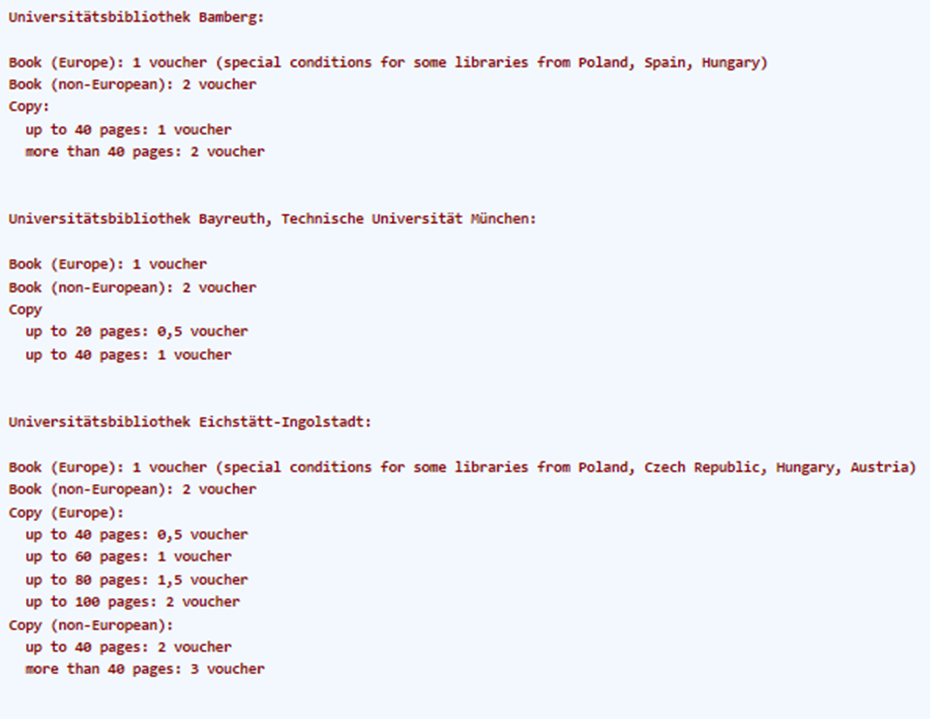 Universitätsbibliothek Bamberg:
Book (Europe): 1 voucher (special conditions for some libraries from Poland, Spain, Hungary)
Book (non-European): 2 voucher
Copy:
up to 40 pages: 1 voucher
more than 40 pages: 2 voucher
Universitätsbibliothek Bayreuth, Technische Universität München:
Book (Europe): 1 voucher
Book (non-European): 2 voucher
Copy
up to 20 pages: 0,5 voucher
up to 40 pages: 1 voucher
Universitätsbibliothek Eichstätt-Ingolstadt:
Book (Europe): 1 voucher (special conditions for some libraries from Poland, Czech Republic, Hungary, Austria)
Book (non-European): 2 voucher
Copy (Europe):
up to 40 pages: 0,5 voucher
up to 60 pages: 1 voucher
up to 80 pages: 1,5 voucher
up to 100 pages: 2 voucher
Copy (non-European):
up to 40 pages: 2 voucher
more than 40 pages: 3 voucher